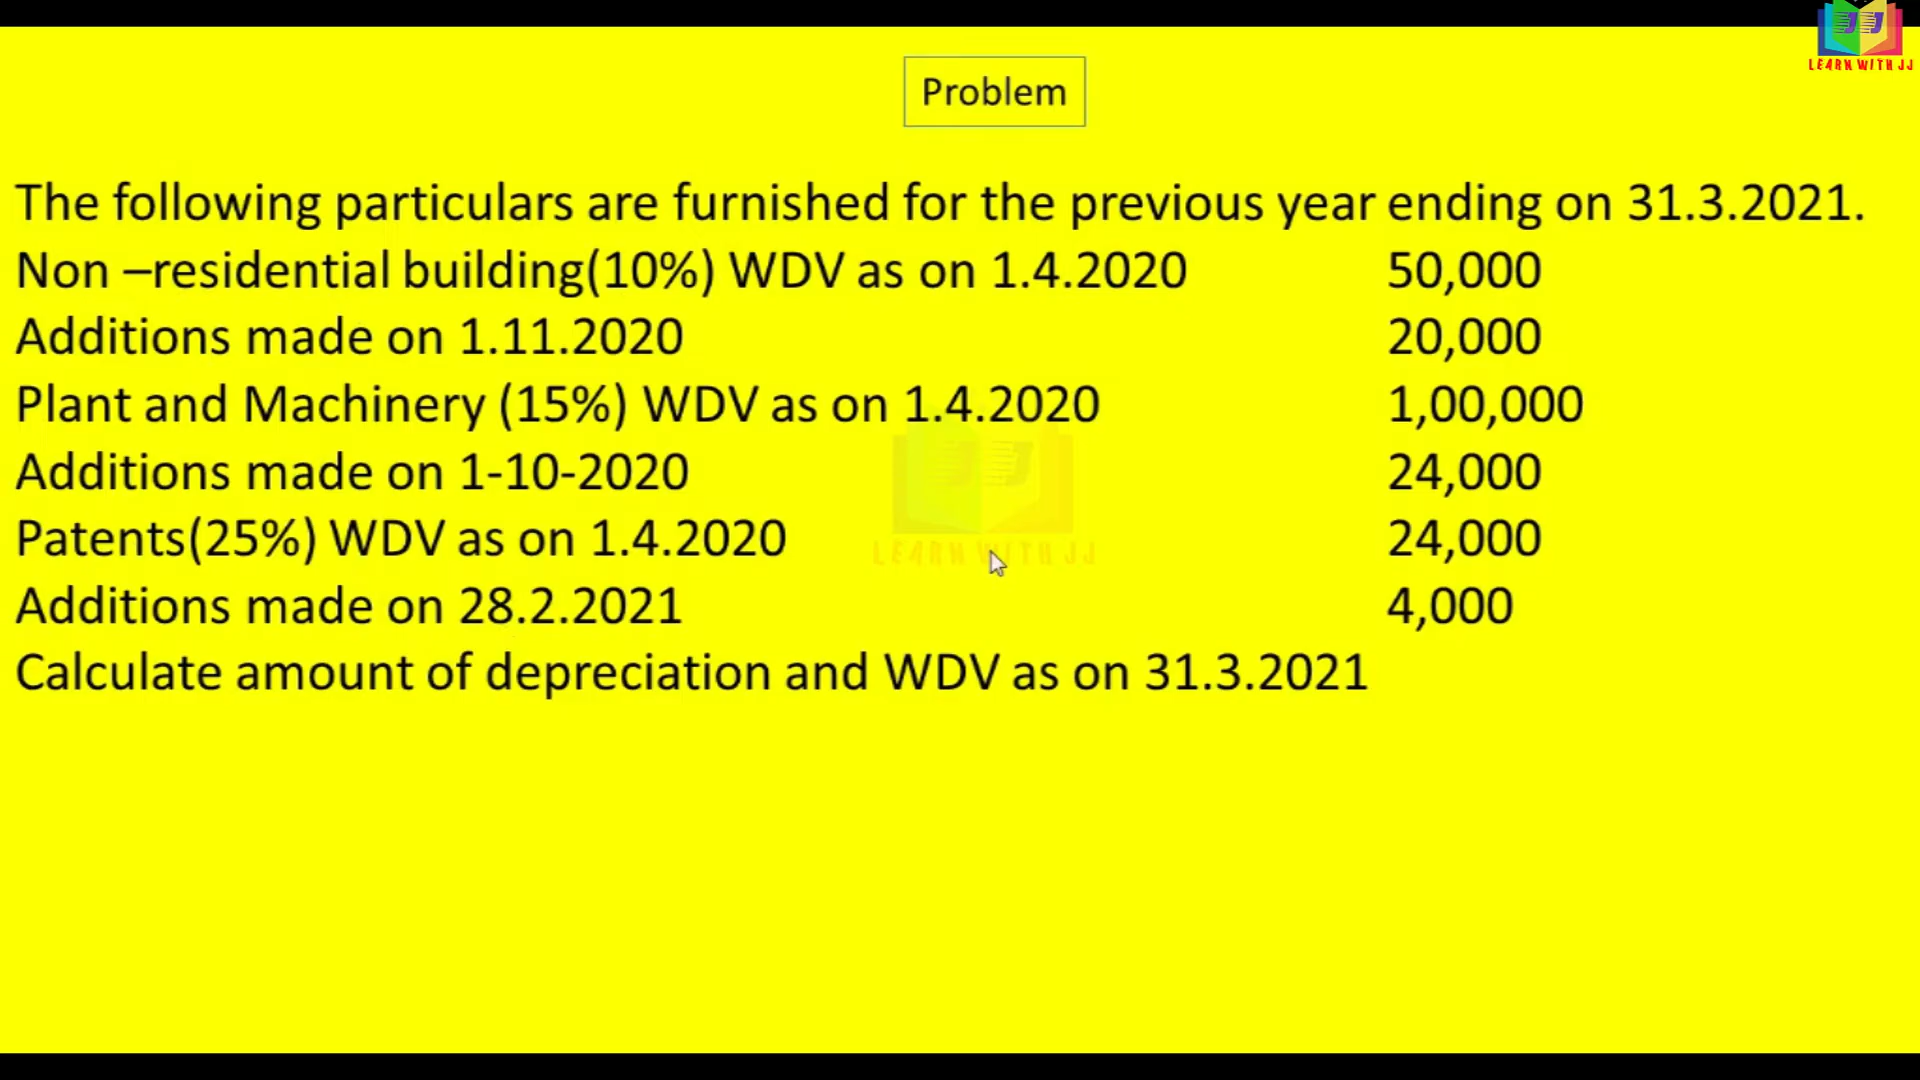 LEARN WITH JJ
Problem
The following particulars are furnished for the previous year ending on 31.3.2021.
Non –residential building(10%) WDV as on 1.4.2020 50,000
Additions made on 1.11.2020 20,000
Plant and Machinery (15%) WDV as on 1.4.2020 1,00,000
Additions made on 1-10-2020 24,000
Patents(25%) WDV as on 1.4.2020 24,000
LEARN WITH JJ
Additions made on 28.2.2021 4,000
Calculate amount of depreciation and WDV as on 31.3.2021